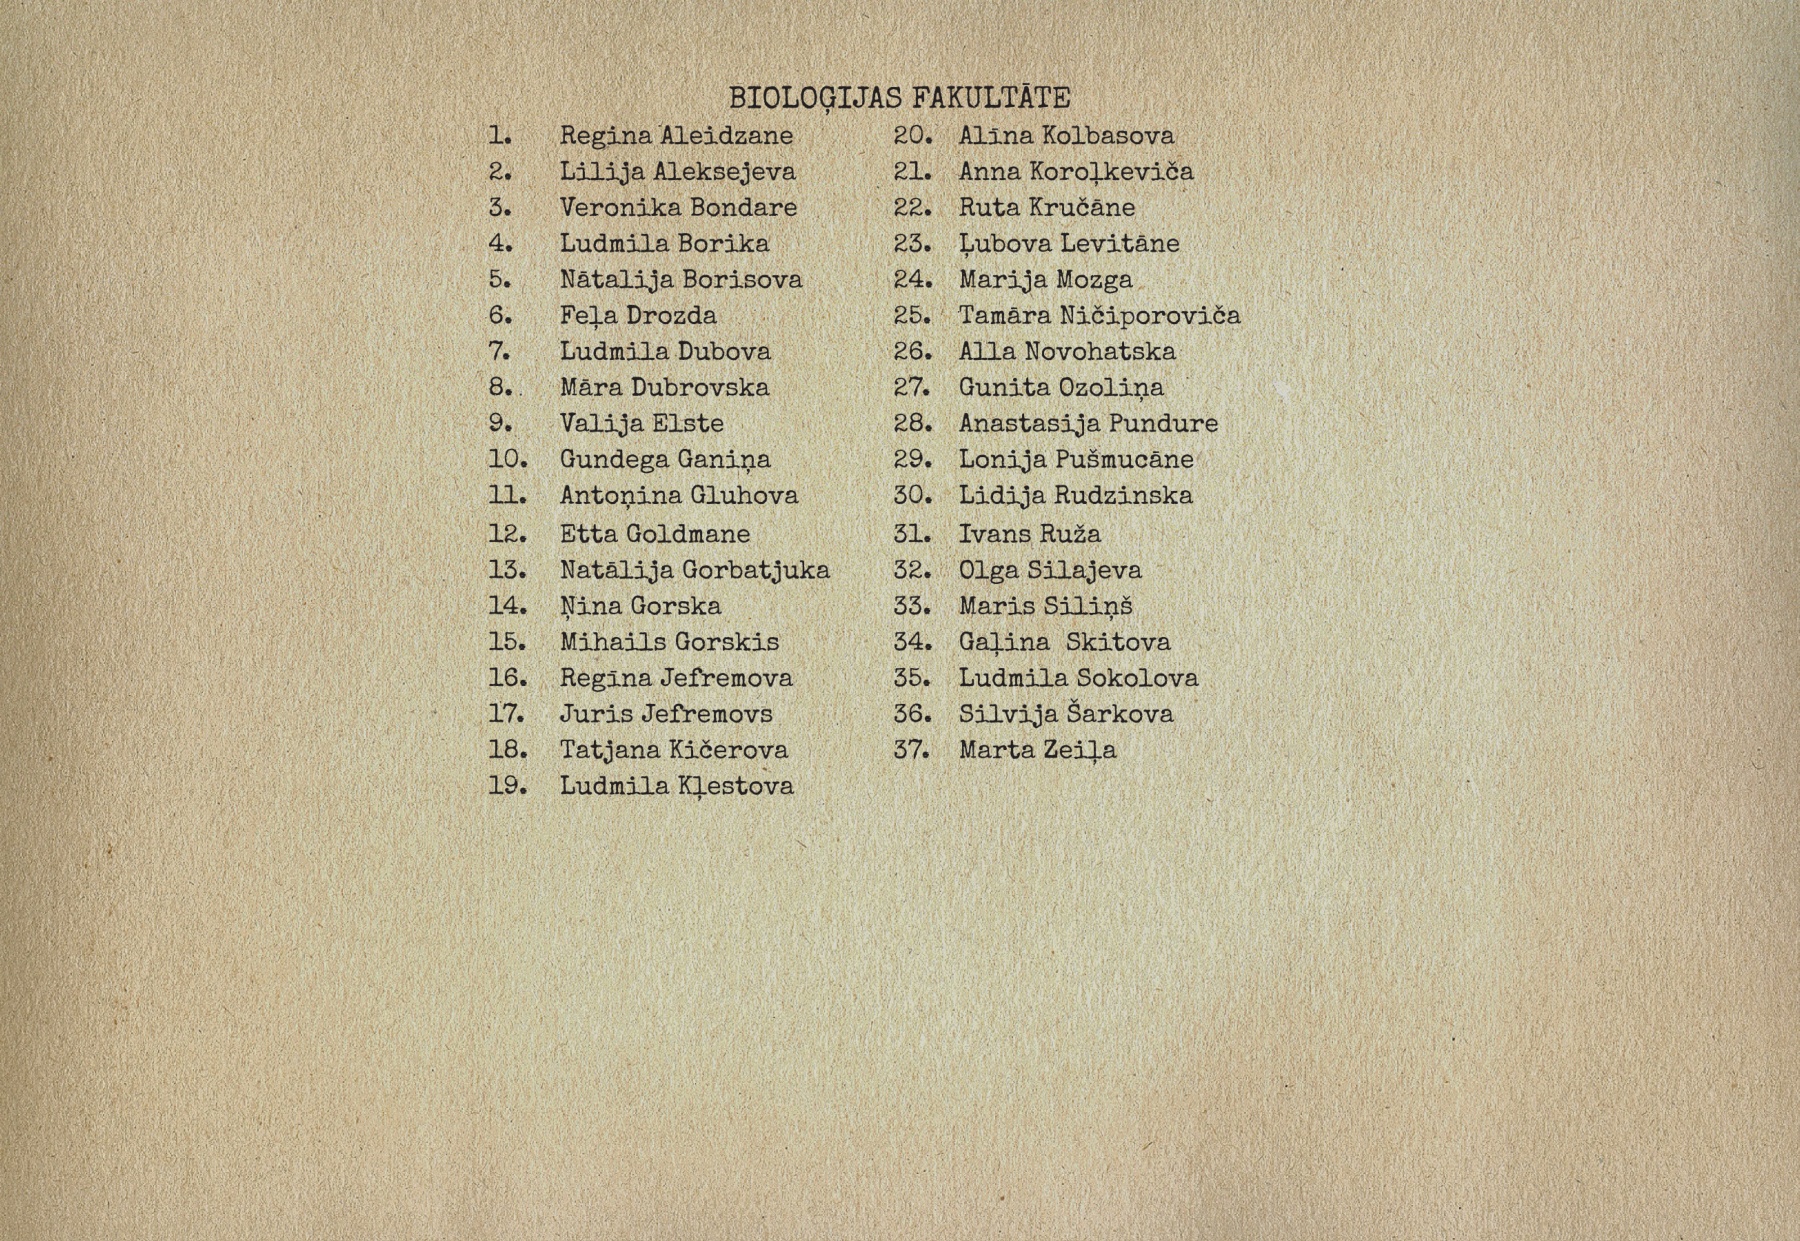 BIOLOĢIJAS FAKULTĀTE
1. Regina Aleidzane
2. Lilija Aleksejeva
3. Veronika Bondare
4. Ludmila Borika
5. Nātalija Borisova
6. Feļa Drozda
7. Ludmila Dubova
8. Māra Dubrovska
9. Valija Elste
10. Gundega Ganiņa
11. Antoņina Gluhova
12. Etta Goldmane
13. Natālija Gorbatjuka
14. Ņina Gorska
15. Mihails Gorskis
16. Regīna Jefremova
17. Juris Jefremovs
18. Tatjana Kičerova
19. Ludmila Kļestova
20. Alīna Kolbasova
21. Anna Koroļkeviča
22. Ruta Kručāne
23. Ļubova Levitāne
24. Marija Mozga
25. Tamāra Ničiporoviča
26. Alla Novohatska
27. Gunita Ozoliņa
28. Anastasija Pundure
29. Lonija Pušmucāne
30. Lidija Rudzinska
31. Ivans Ruža
32. Olga Silajeva
33. Maris Siliņš
34. Gaļina Skitova
35. Ludmila Sokolova
36. Silvija Šarkova
37. Marta Zeiļa